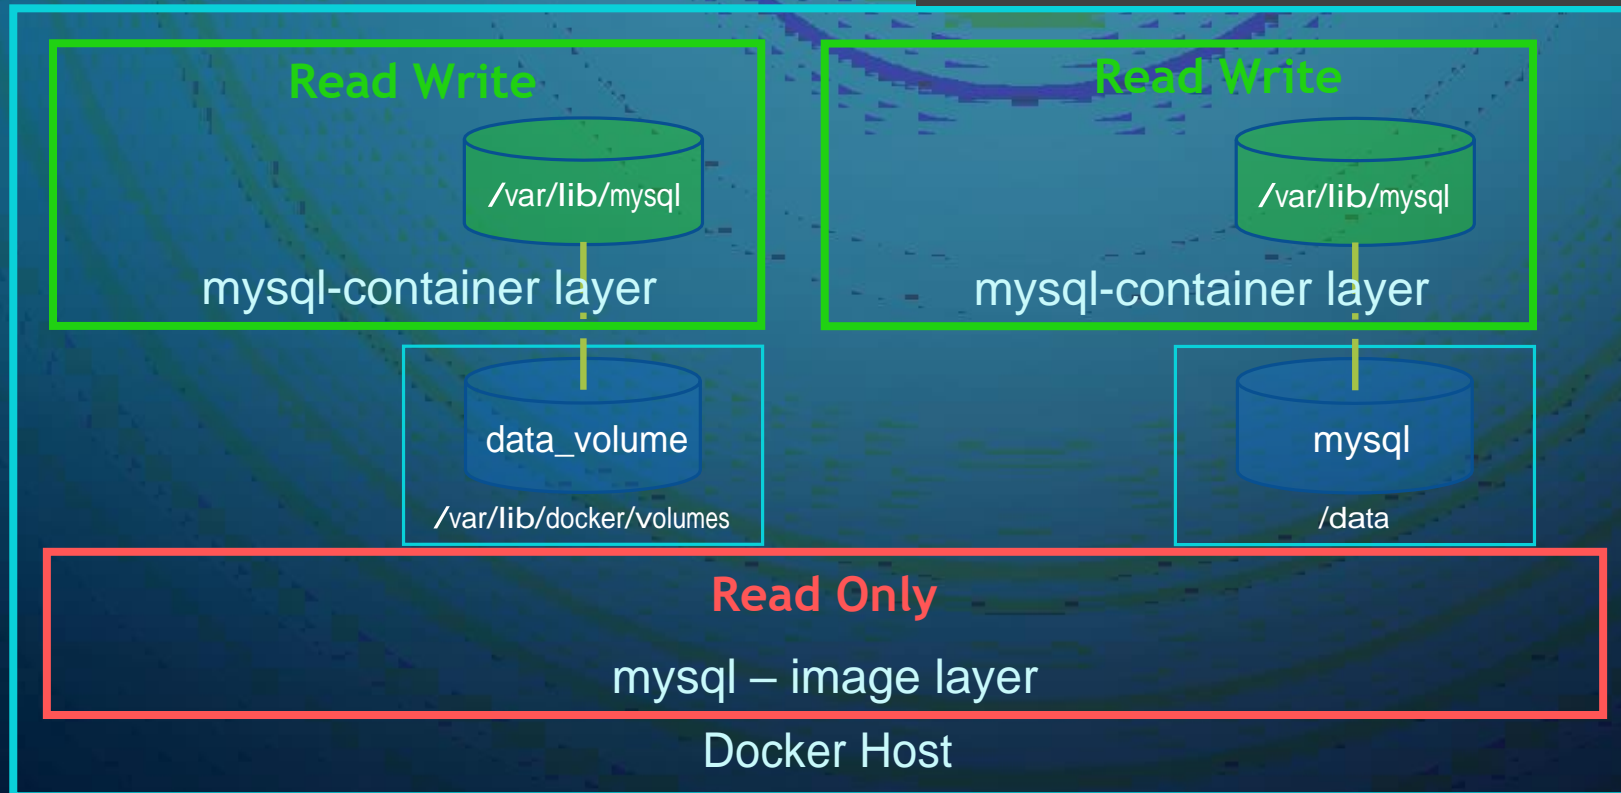 Read Write
/var/lib/mysql
mysql-container layer
data_volume
/var/lib/docker/volumes
Read Write
/var/lib/mysql
mysql-container layer
mysql
/data
Read Only
mysql – image layer
Docker Host